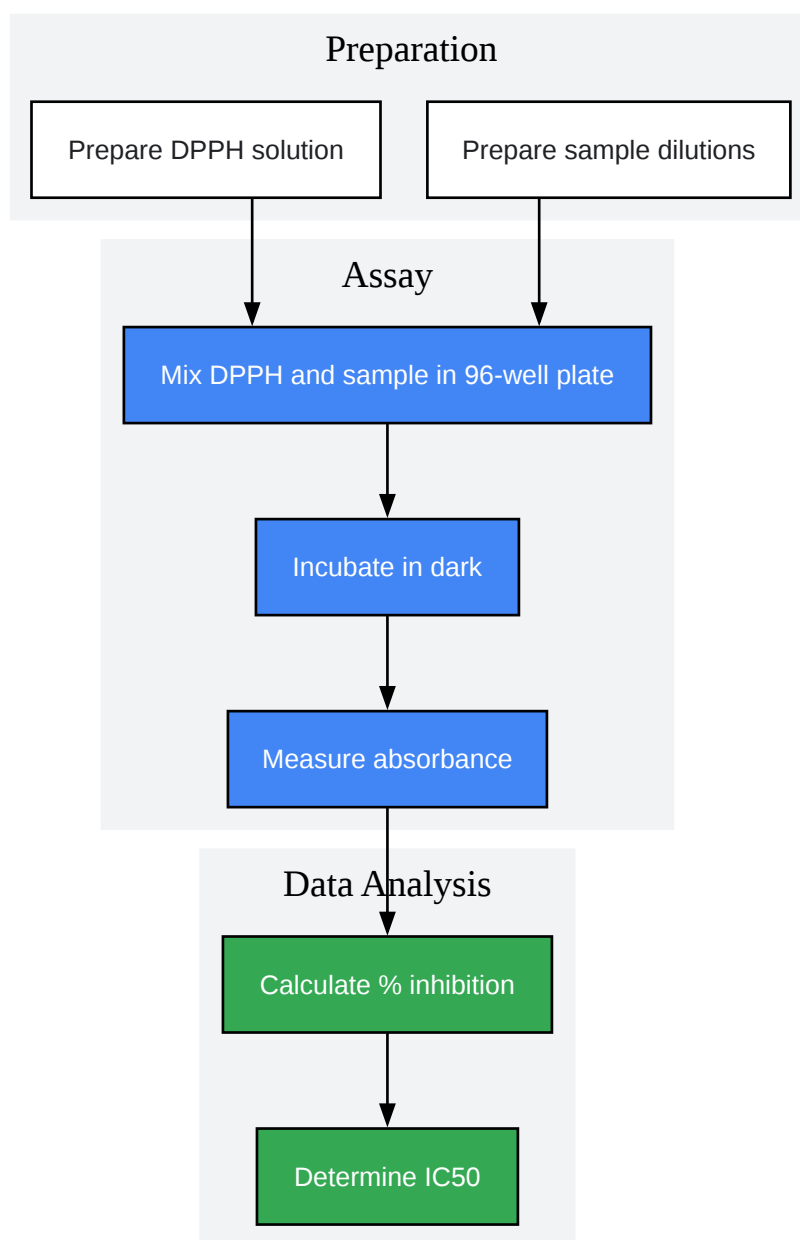 Preparation
Prepare DPPH solution
Prepare sample dilutions
Assay
Mix DPPH and sample in 96-well plate
Incubate in dark
Measure absorbance
Data Analysis
Calculate % inhibition
Determine IC50